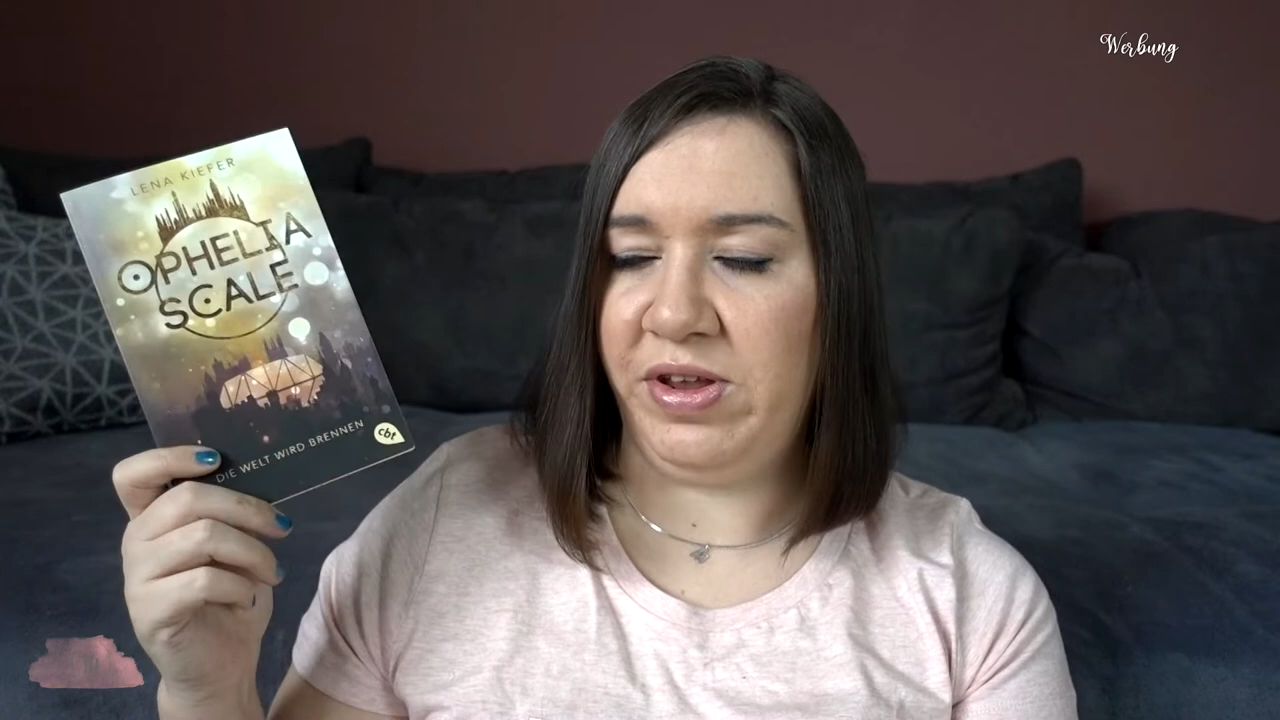 Werbung
LENA KIEFER
OPHELIA
SCALE
DIE WELT WIRD BRENNEN
cbt